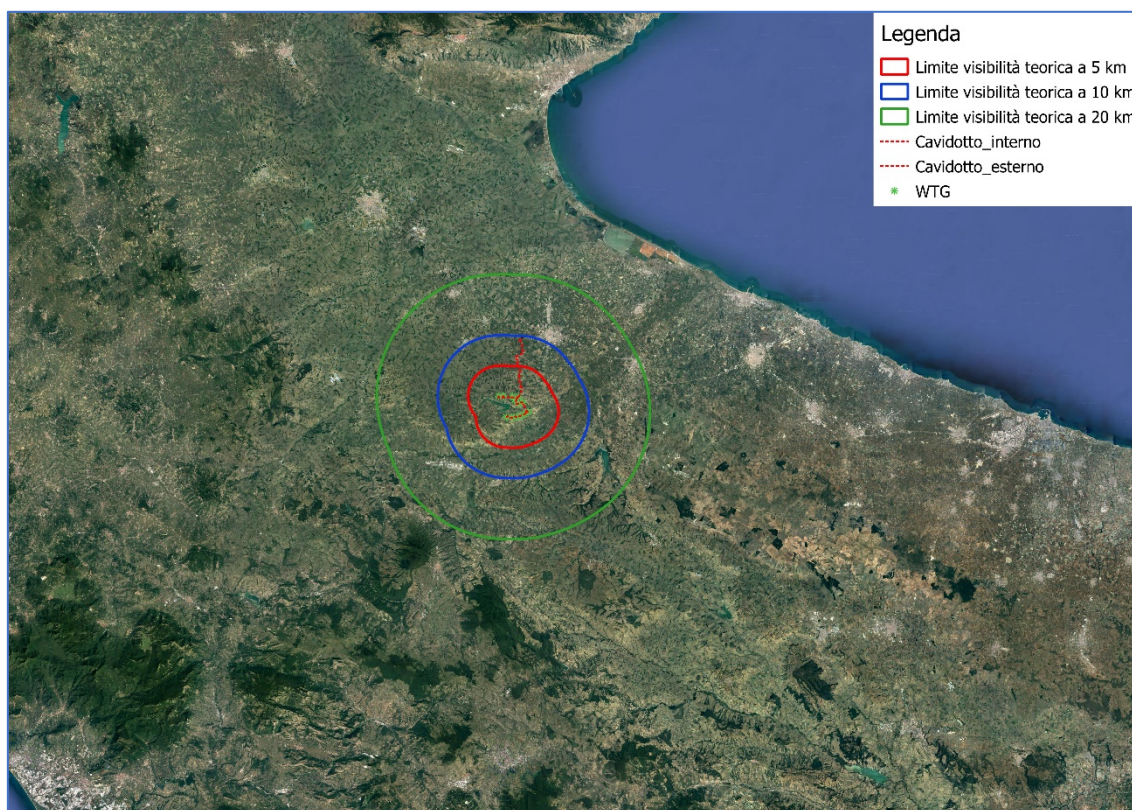 Legenda
Limite visibilità teorica a 5 km
Limite visibilità teorica a 10 km
Limite visibilità teorica a 20 km
Cavidotto_interno
Cavidotto_esterno
WTG